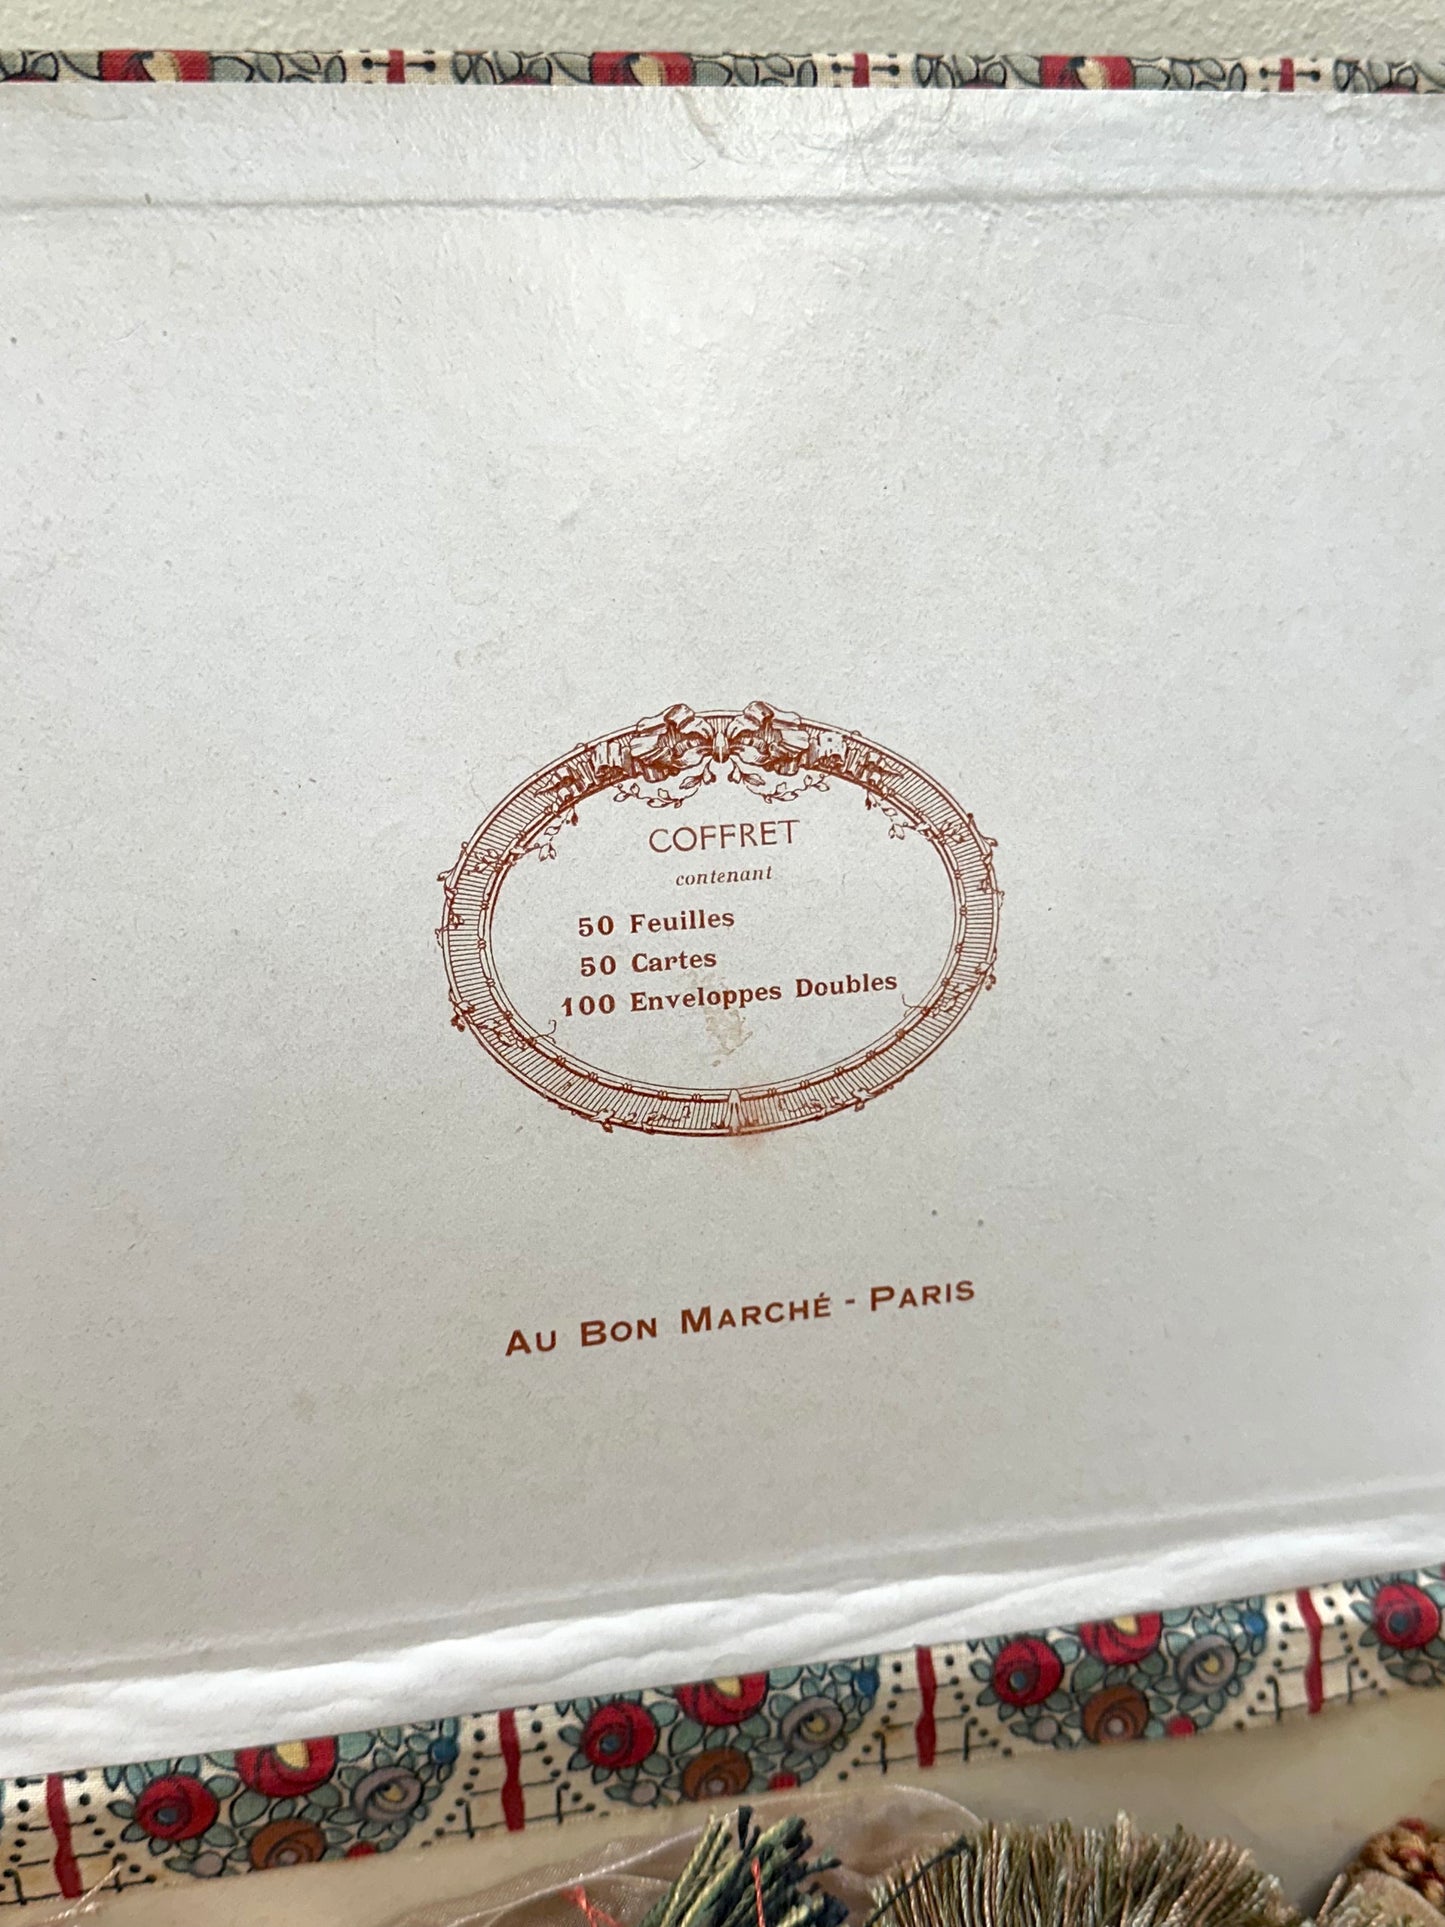 COFFRET
contenant
50 Feuilles
50 Cartes
100 Enveloppes Doubles
AU BON MARCHÉ - PARIS